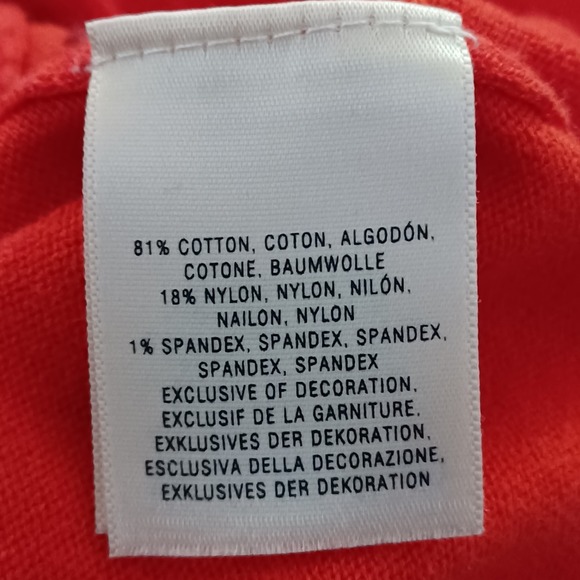 81% COTTON, COTON, ALGODÓN,
COTONE, BAUMWOLLE
18% NYLON, NYLON, NILÓN,
NAILON, NYLON
1% SPANDEX, SPANDEX, SPANDEX,
SPANDEX, SPANDEX
EXCLUSIVE OF DECORATION,
EXCLUSIF DE LA GARNITURE,
EXKLUSIVES DER DEKORATION,
ESCLUSIVA DELLA DECORAZIONE,
EXKLUSIVES DER DEKORATION